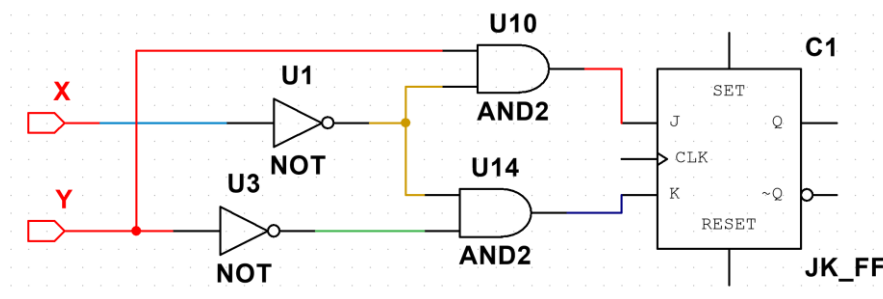 U10
C1
X
U1
SET
AND2
J
Q
NOT
U14
CLK
U3
Y
K
~Q
RESET
AND2
NOT
JK_FF